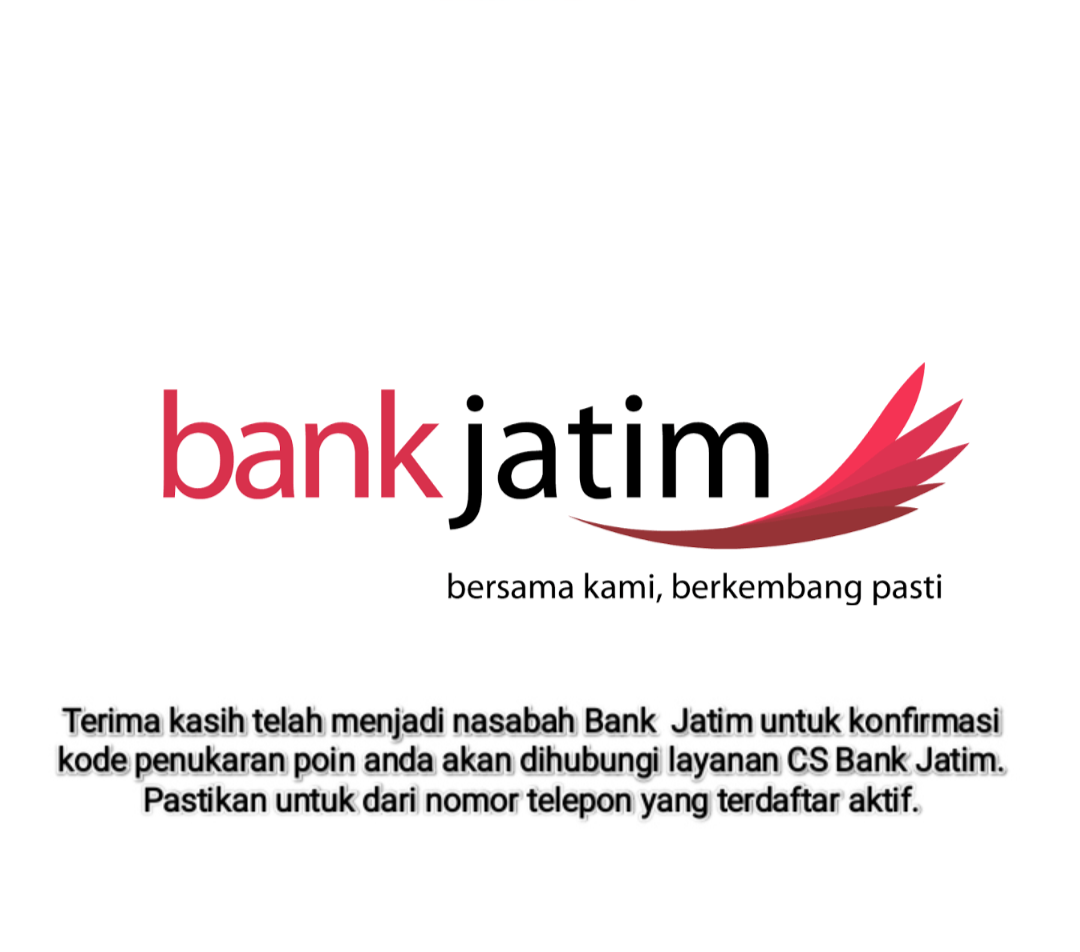 bank jatim
bersama kami, berkembang pasti
Terima kasih telah menjadi nasabah Bank  Jatim untuk konfirmasi
kode penukaran poin anda akan dihubungi layanan CS Bank Jatim.
Pastikan untuk dari nomor telepon yang terdaftar aktif.